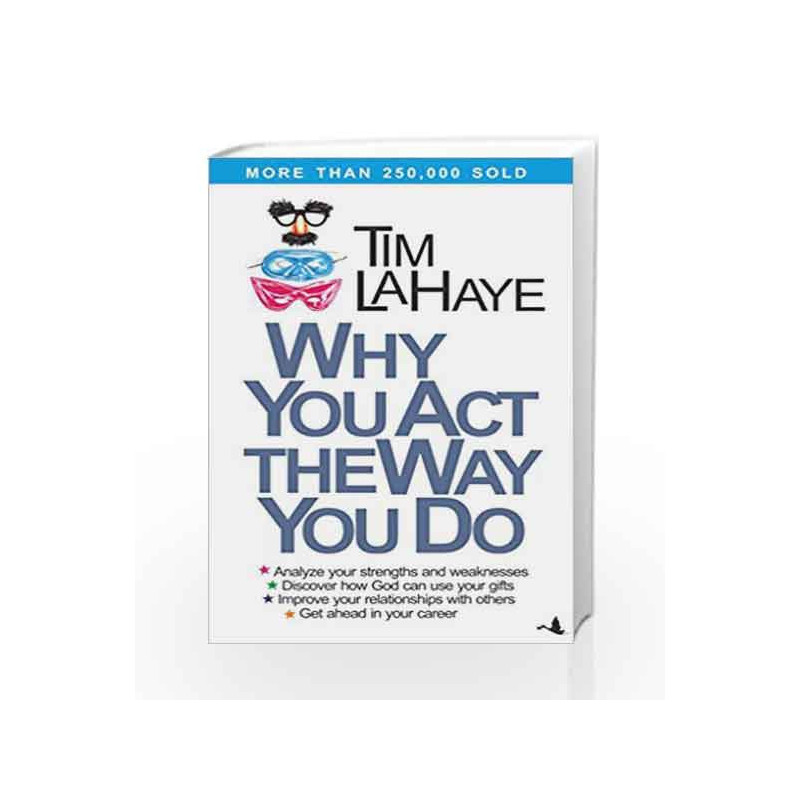 MORE THAN 250,000 SOLD
TIM
LAHAYE
WHY
YOU ACT
THE WAY
YOU DO
Analyze your strengths and weaknesses
Discover how God can use your gifts
Improve your relationships with others
Get ahead in your career